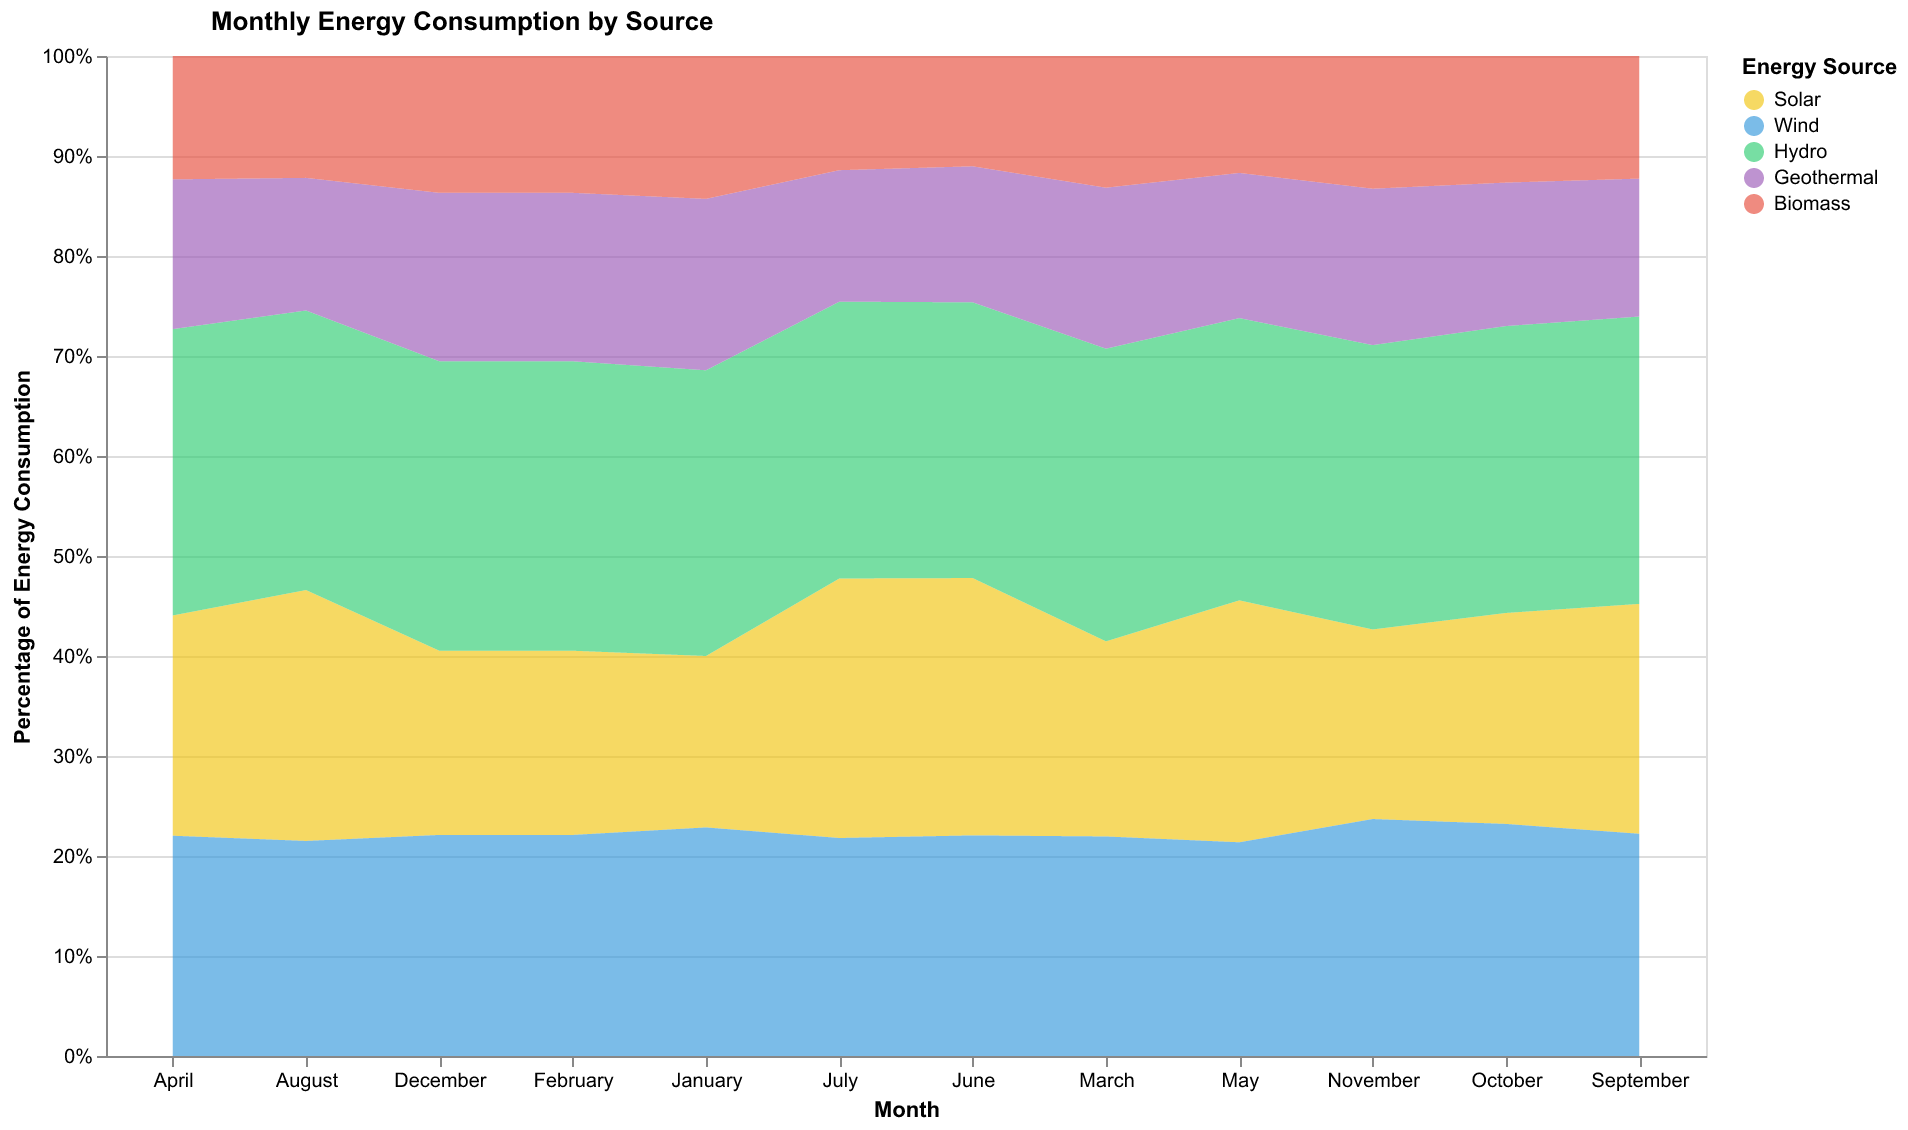 Monthly Energy Consumption by Source
Percentage of Energy Consumption
100%
90%
80%
70%
60%
50%
40%
30%
20%
10%
0%
April August December February January July June March May November October September
Month
Energy Source
Solar
Wind
Hydro
Geothermal
Biomass